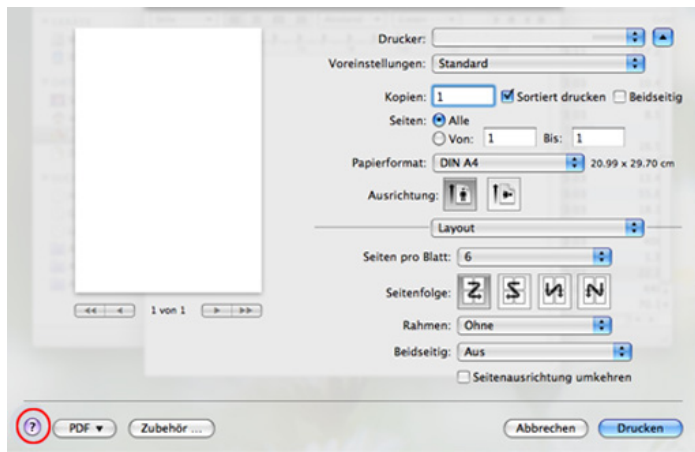 Drucker:
Voreinstellungen: Standard
Kopien: 1 Sortiert drucken Beidseitig
Seiten: Alle
Von: 1 Bis: 1
Papierformat: DIN A4 20.99 x 29.70 cm
Ausrichtung:
Layout
Seiten pro Blatt: 6
Seitenfolge:
1 von 1
Rahmen: Ohne
Beidseitig: Aus
Seitenausrichtung umkehren
? PDF ▼ Zubehör ... Abbrechen Drucken